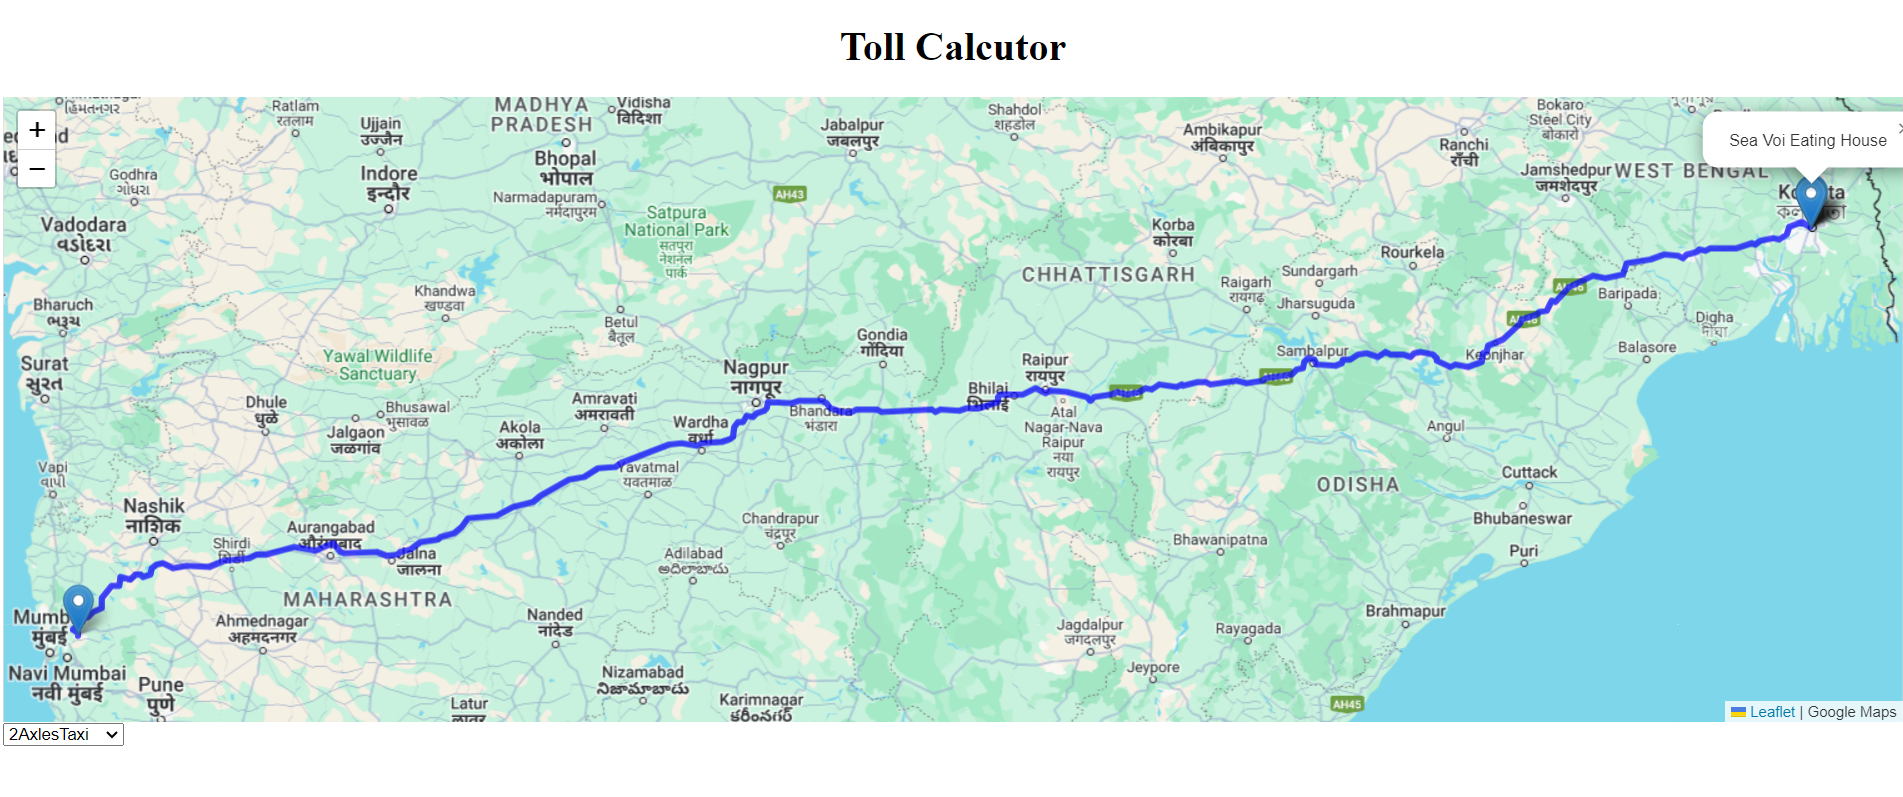 Toll Calcutor
+
−
હિંમતનગર
Ratlam
रतलाम
Ujjain
उज्जैन
MADHYA
PRADESH
Vidisha
विदिशा
Bhopal
भोपाल
Jabalpur
जबलपुर
Shahdol
शहडोल
Ambikapur
अंबिकापुर
Bokaro
Steel City
बोकारो
Ranchi
राँची
Sea Voi Eating House
Jamshedpur
जमशेदपुर
WEST BENGAL
Godhra
ગોધરા
Indore
इन्दौर
Narmadapuram
नर्मदापुरम
AH43
Satpura
National Park
सतपुरा
नेशनल
पार्क
Vadodara
વડોદરા
Korba
कोरबा
CHHATTISGARH
Rourkela
Raigarh
रायगढ़
Sundargarh
Jharsuguda
Baripada
Digha
দিঘা
Balasore
Bharuch
ભરૂચ
Khandwa
खण्डवा
Betul
बैतूल
Gondia
गोंदिया
Surat
સુરત
Yawal Wildlife
Sanctuary
Nagpur
नागपूर
Raipur
रायपुर
Sambalpur
Keonjhar
Bhilai
भिलाई
Dhule
धुळे
Bhusawal
भुसावळ
Jalgaon
जळगांव
Amravati
अमरावती
Akola
अकोला
Wardha
वर्धा
Bhandara
भंडारा
Atal
Nagar-Nava
Raipur
नया
रायपुर
Angul
Vapi
વાપી
Yavatmal
यवतमाळ
Cuttack
ODISHA
Bhubaneswar
Puri
Nashik
नाशिक
Aurangabad
औरंगाबाद
Shirdi
शिर्डी
Jalna
जालना
Chandrapur
चंद्रपूर
Adilabad
ఆదిలాబాదు
Bhawanipatna
MAHARASHTRA
Mumb
मुंबई
Navi Mumbai
नवी मुंबई
Ahmednagar
अहमदनगर
Nanded
नांदेड
Jagdalpur
जगदलपुर
Rayagada
Brahmapur
Jeypore
Pune
पुणे
Nizamabad
నిజామాబాదు
Latur
लातूर
Karimnagar
కరీంనగర్
AH45
Leaflet | Google Maps
2AxlesTaxi